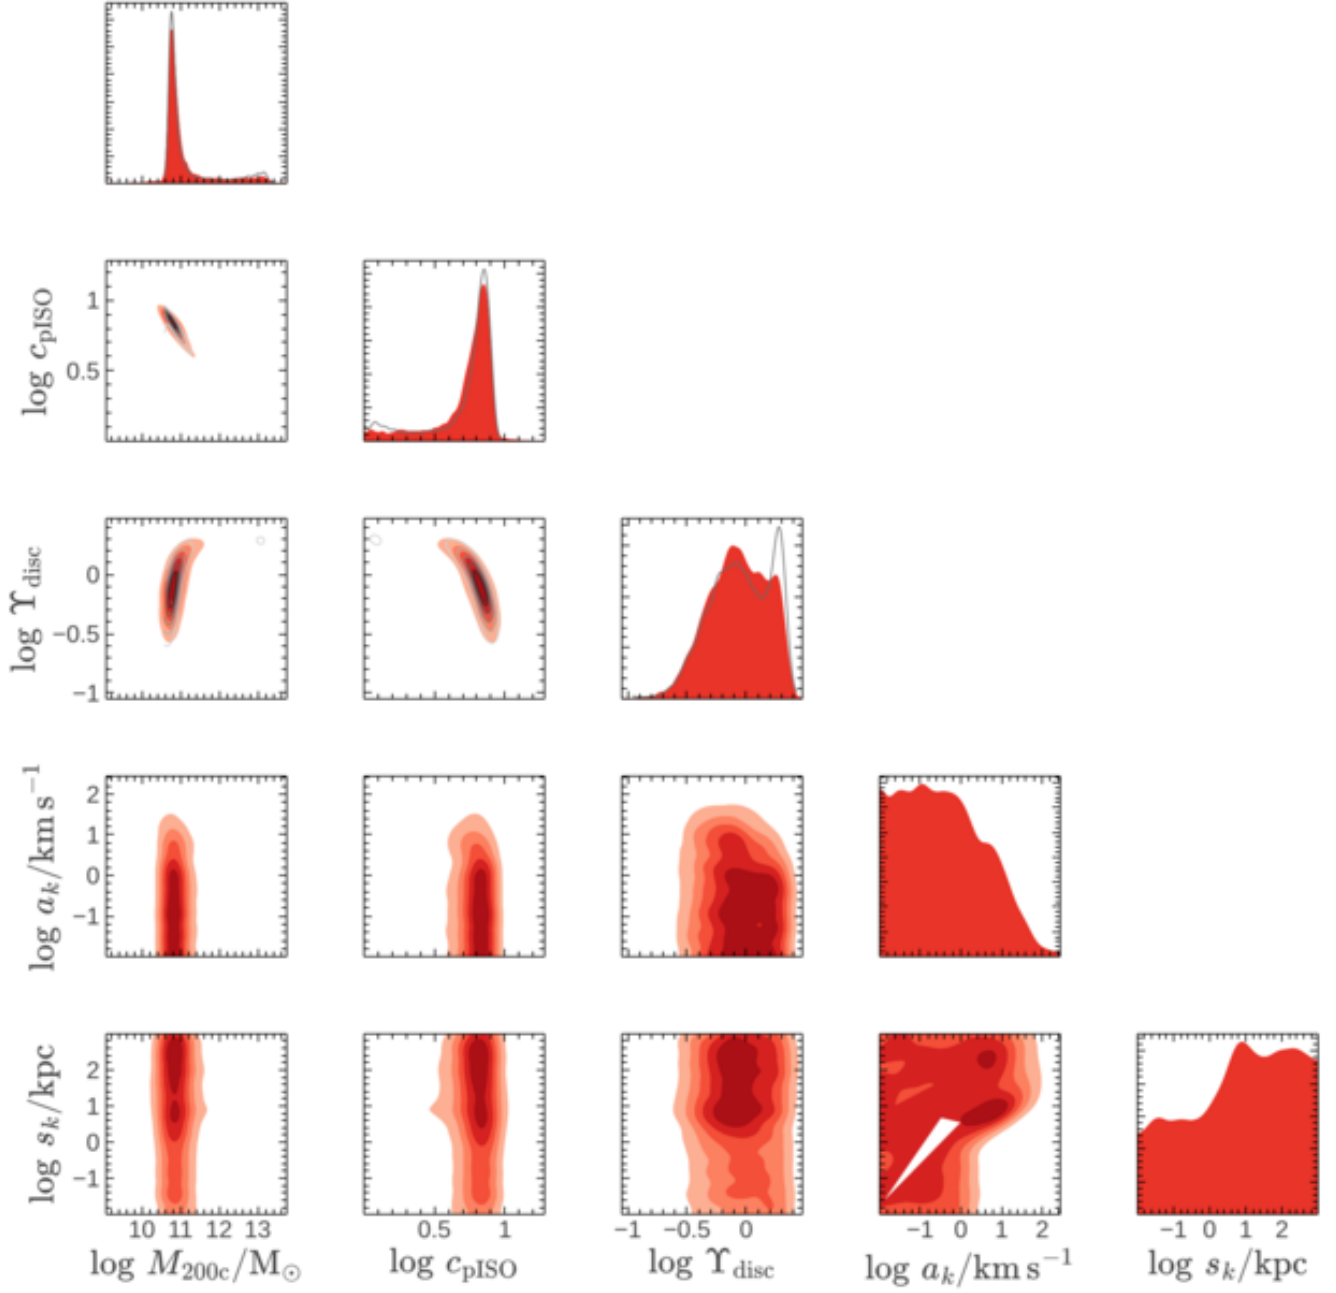 log c_pISO
1
0.5
log ϒ_disc
0
−0.5
−1
log a_k/km s^−1
2
1
0
−1
log s_k/kpc
2
1
0
−1
10 11 12 13
0.5 1
−1 −0.5 0
−1 0 1 2
−1 0 1 2
log M_200c/M_⊙
log c_pISO
log ϒ_disc
log a_k/km s^−1
log s_k/kpc